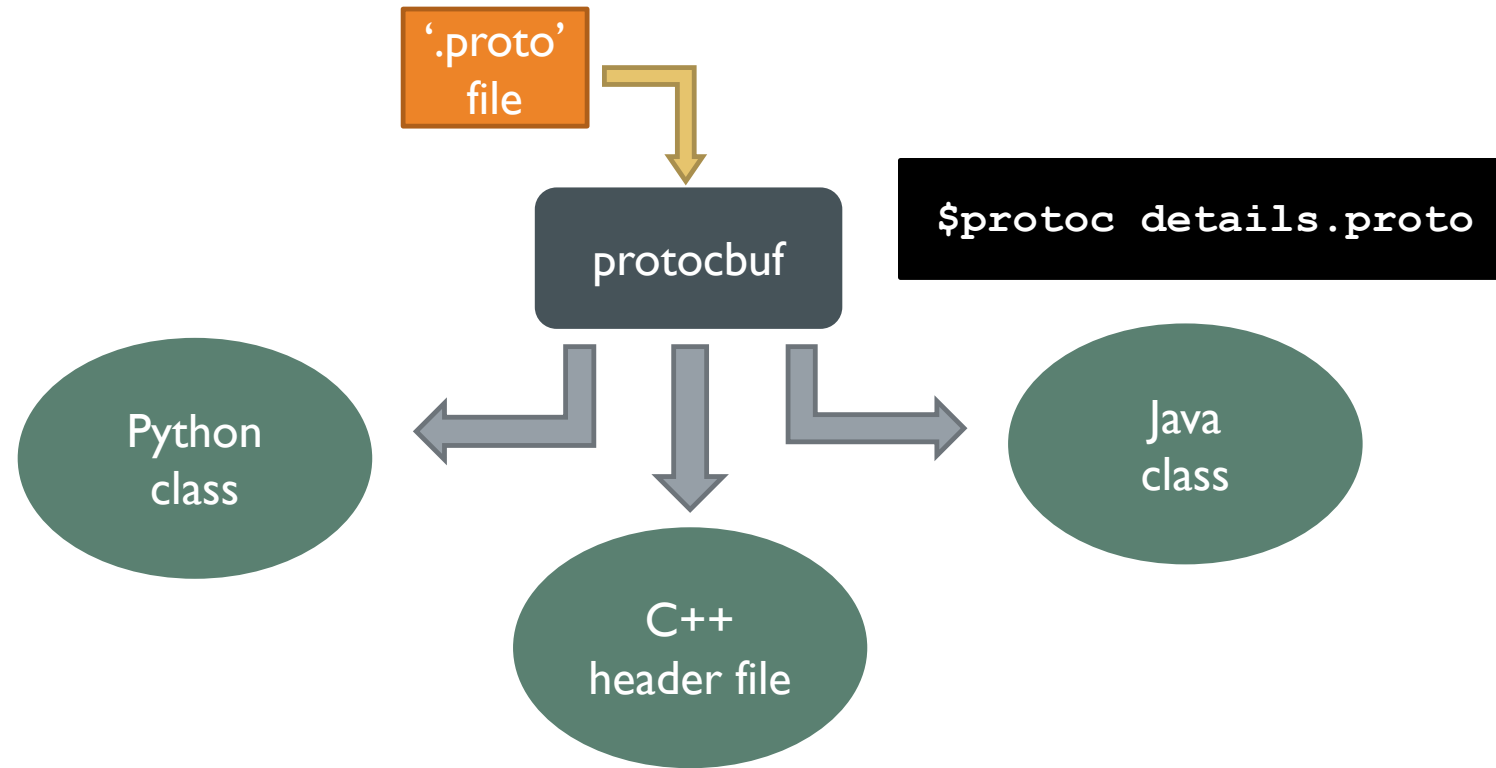 ‘.proto’
file
protocbuf
$protoc details.proto
Python
class
Java
class
C++
header file